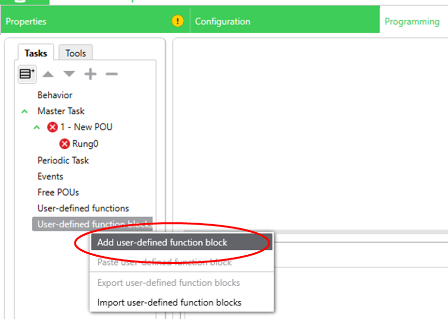 Properties
Configuration
Programming
Tasks
Tools
Behavior
Master Task
1 - New POU
Rung0
Periodic Task
Events
Free POUs
User-defined functions
User-defined function block
Add user-defined function block
Paste user-defined function block
Export user-defined function blocks
Import user-defined function blocks